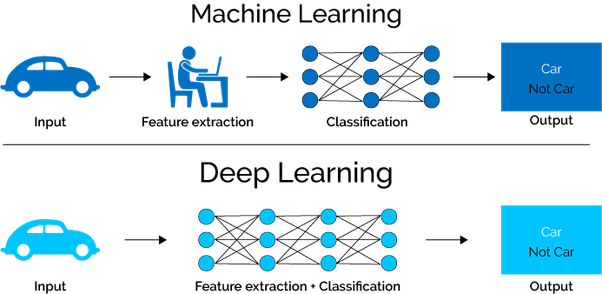 Machine Learning
Car
Not Car
Input
Feature extraction
Classification
Output
Deep Learning
Car
Not Car
Input
Feature extraction + Classification
Output